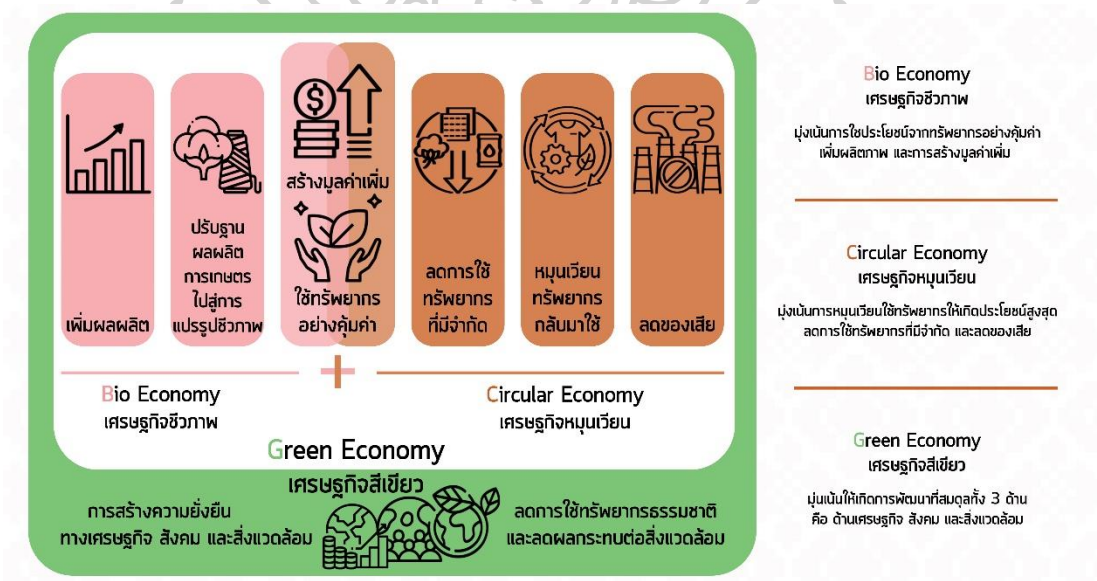 $
สร้างมูลค่าเพิ่ม
เพิ่มผลผลิต
ปรับฐาน
ผลผลิต
การเกษตร
ไปสู่การ
แปรรูปชีวภาพ
ใช้ทรัพยากร
อย่างคุ้มค่า
ลดการใช้
ทรัพยากร
ที่มีจำกัด
หมุนเวียน
ทรัพยากร
กลับมาใช้
ลดของเสีย
Bio Economy
เศรษฐกิจชีวภาพ
+
Circular Economy
เศรษฐกิจหมุนเวียน
Green Economy
เศรษฐกิจสีเขียว
การสร้างความยั่งยืน
ทางเศรษฐกิจ สังคม และสิ่งแวดล้อม
ลดการใช้ทรัพยากรธรรมชาติ
และลดผลกระทบต่อสิ่งแวดล้อม
Bio Economy
เศรษฐกิจชีวภาพ
มุ่งเน้นการใชประโยชน์จากทรัพยากรอย่างคุ้มค่า
เพิ่มผลิตภาพ และการสร้างมูลค่าเพิ่ม
Circular Economy
เศรษฐกิจหมุนเวียน
มุ่งเน้นการหมุนเวียนใช้ทรัพยากรให้เกิดประโยชน์สูงสุด
ลดการใช้ทรัพยากรที่มีจำกัด และลดของเสีย
Green Economy
เศรษฐกิจสีเขียว
มุ่นเน้นให้เกิดการพัฒนาที่สมดุลทั้ง 3 ด้าน
คือ ด้านเศรษฐกิจ สังคม และสิ่งแวดล้อม